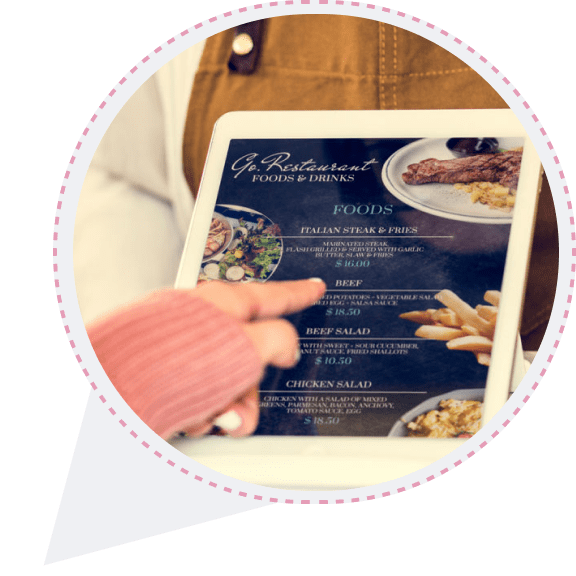 Go. Restaurant
FOODS & DRINKS
FOODS
ITALIAN STEAK & FRIES
MARINATED STEAK,
FLASH GRILLED & SERVED WITH GARLIC
BUTTER, SLAW & FRIES
$ 16.00
BEEF
POTATOES - VEGETABLE
EGG - SALSA SAUCE
$ 18.50
BEEF SALAD
WITH SWEET - SOUR CUCUMBER,
SAUCE, FRIED SHALLOTS
$ 10.50
CHICKEN SALAD
CHICKEN WITH A SALAD OF MIXED
GREENS, PARMESAN, BACON, ANCHOVY,
TOMATO SAUCE, EGG
$ 18.50